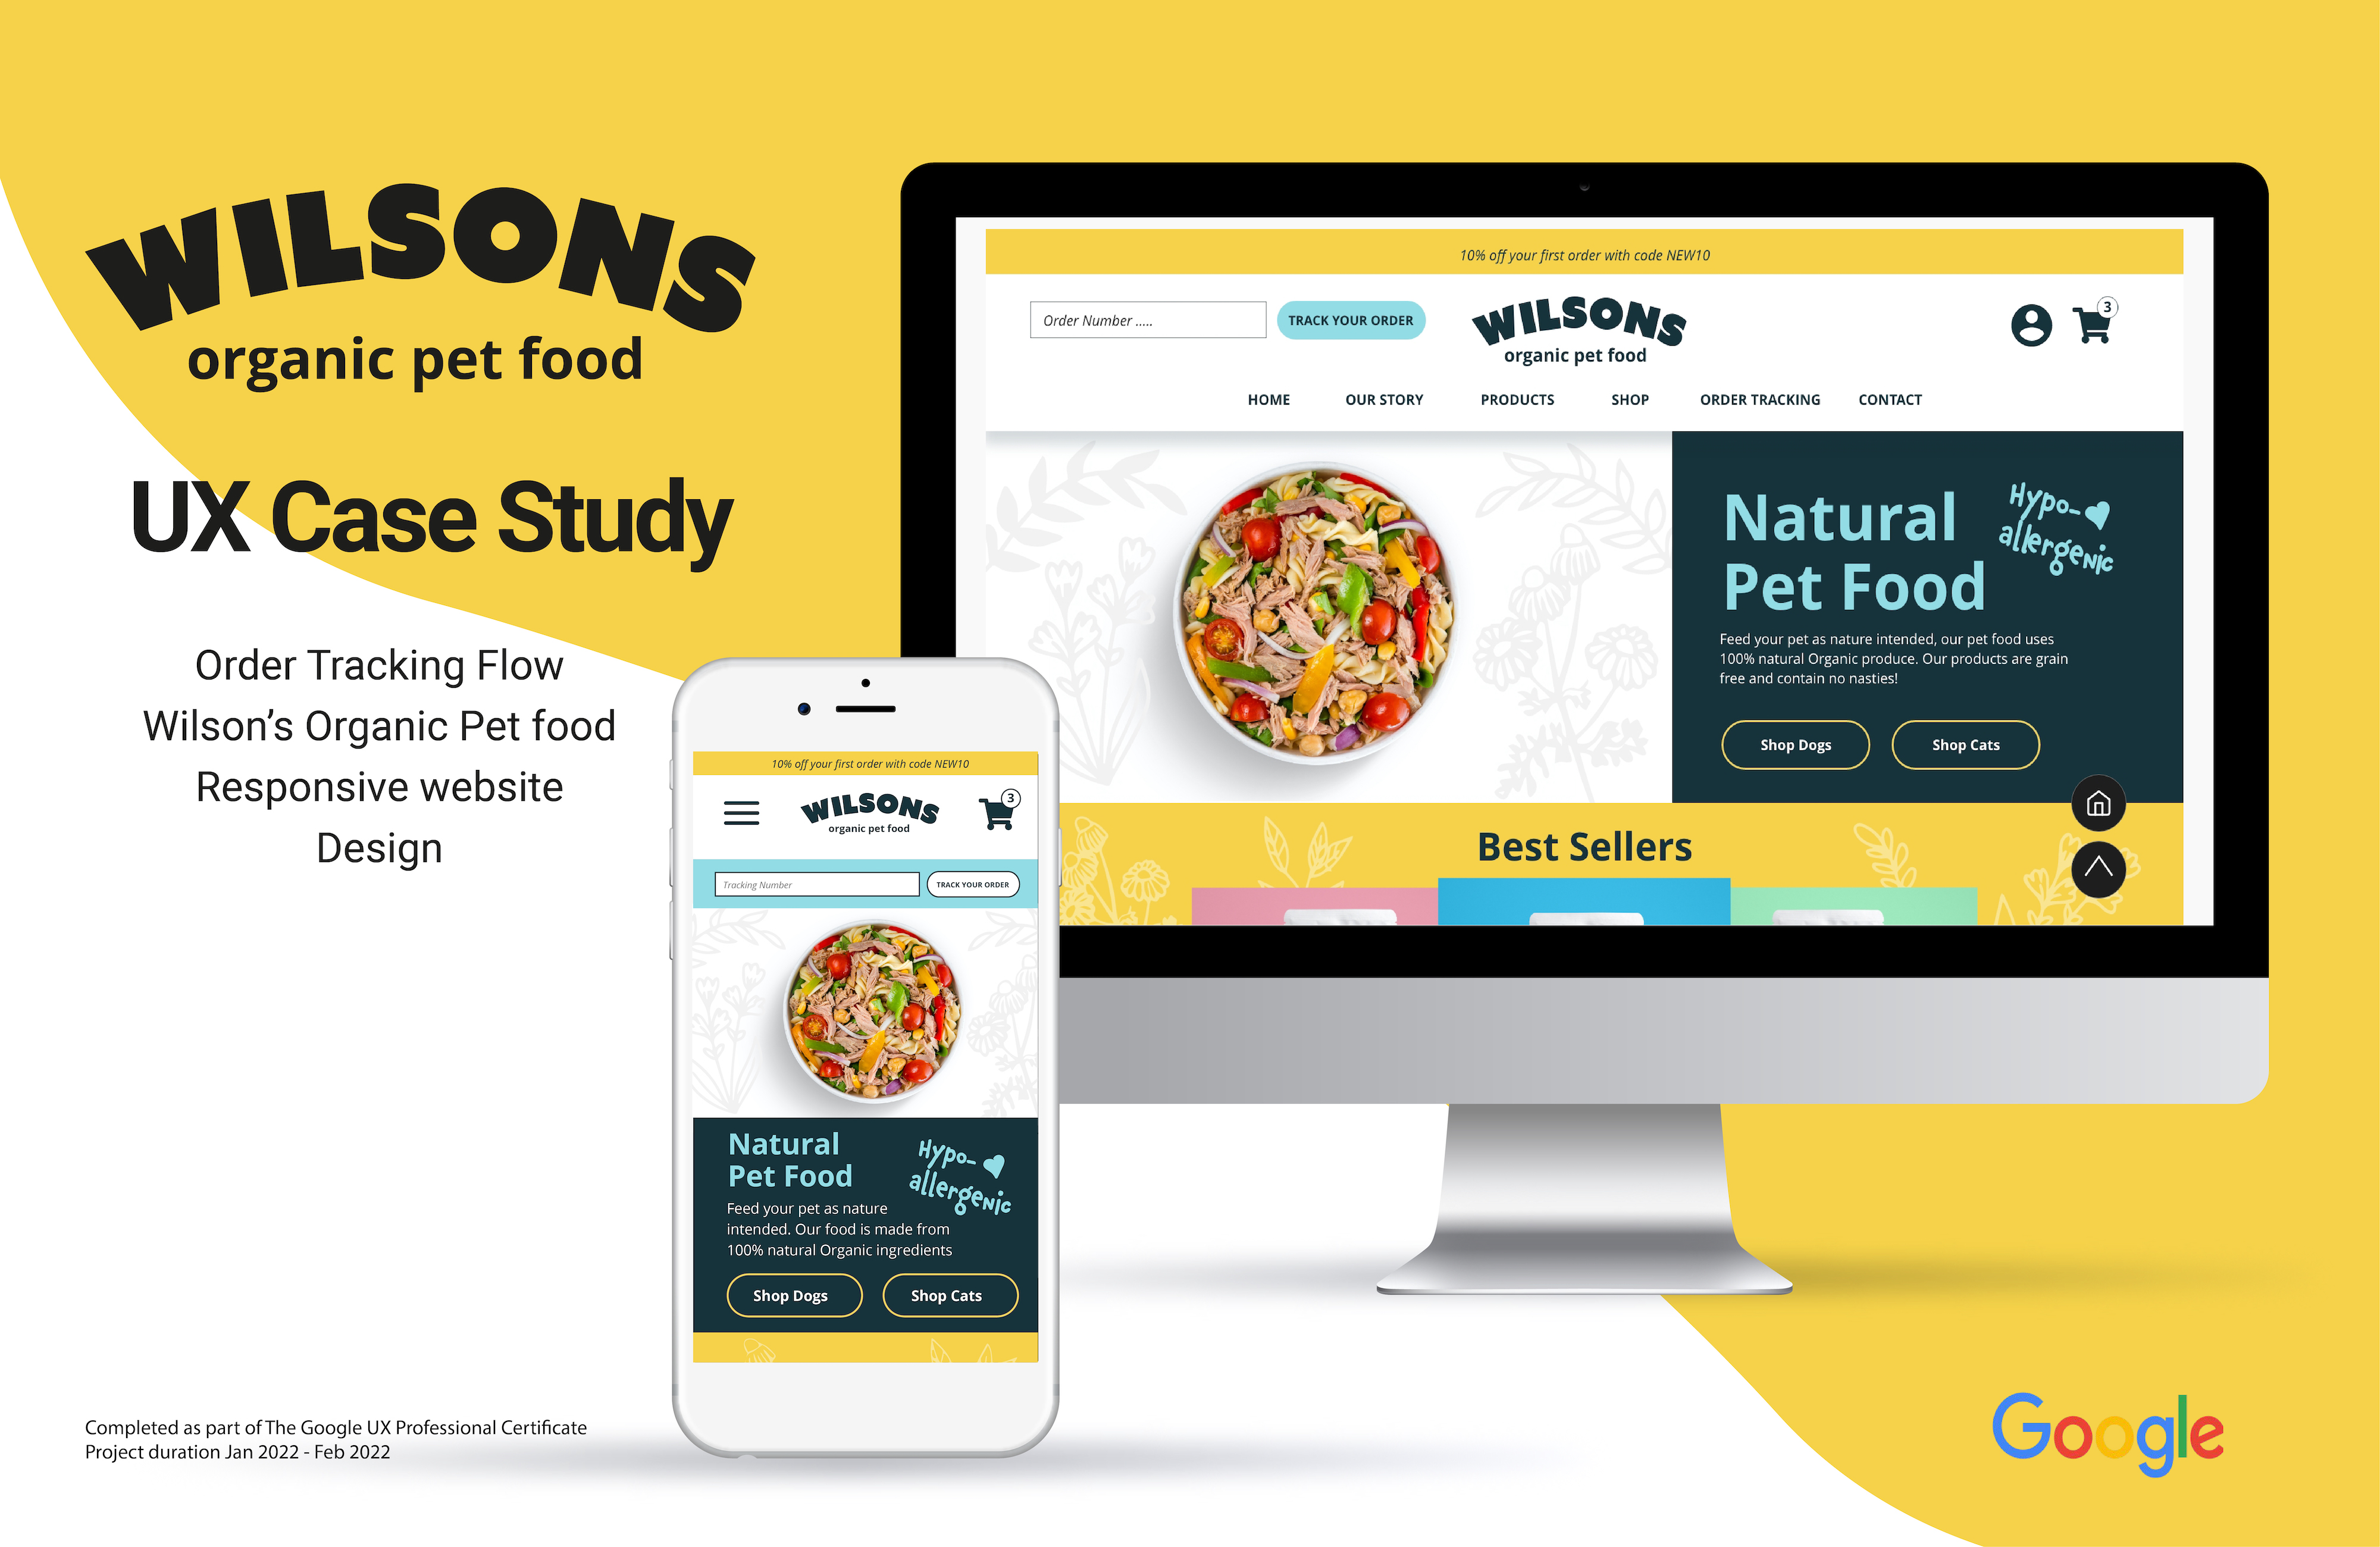 WILSONS
organic pet food
UX Case Study
Order Tracking Flow
Wilson’s Organic Pet food
Responsive website
Design
10% off your first order with code NEW10
Order Number .....
TRACK YOUR ORDER
WILSONS
organic pet food
3
HOME
OUR STORY
PRODUCTS
SHOP
ORDER TRACKING
CONTACT
Natural
Pet Food
Hypo-
allergenic
Feed your pet as nature intended, our pet food uses
100% natural Organic produce. Our products are grain
free and contain no nasties!
Shop Dogs
Shop Cats
Best Sellers
10% off your first order with code NEW10
WILSONS
organic pet food
3
Tracking Number
TRACK YOUR ORDER
Natural
Pet Food
Hypo-
allergenic
Feed your pet as nature
intended. Our food is made from
100% natural Organic ingredients
Shop Dogs
Shop Cats
Completed as part of The Google UX Professional Certificate
Project duration Jan 2022 - Feb 2022
Google